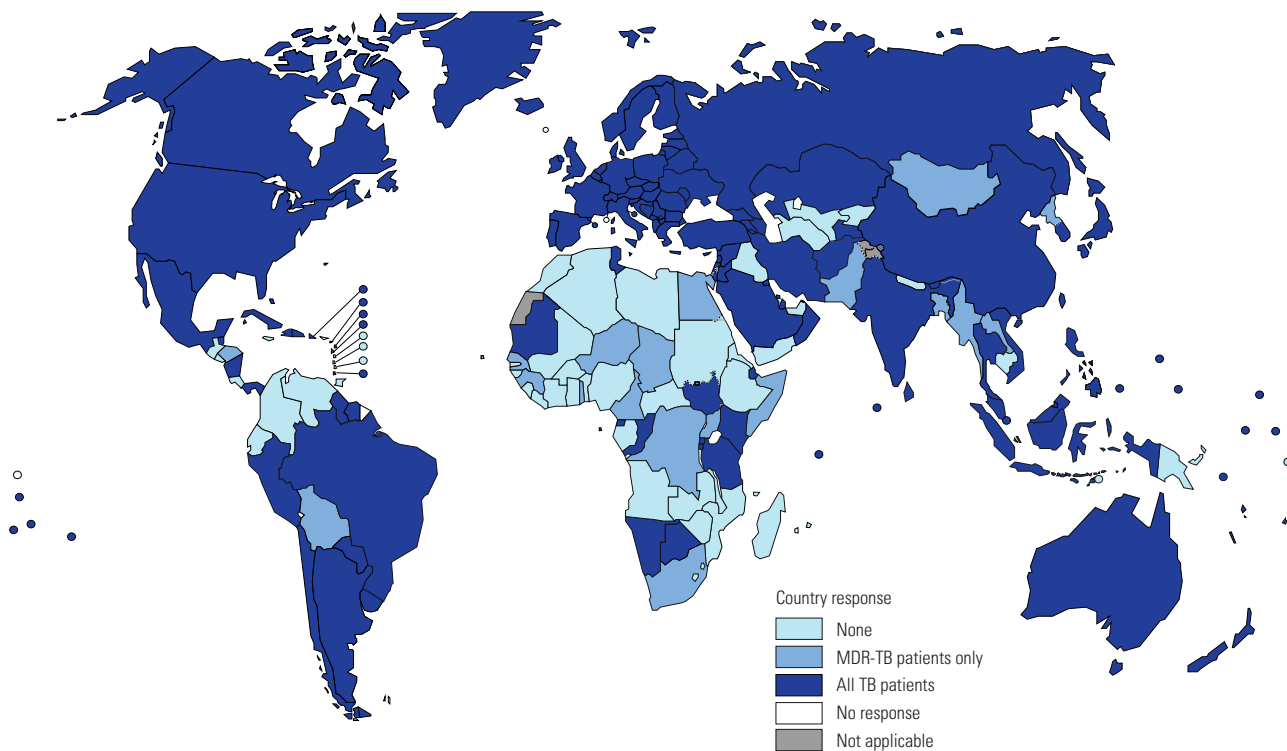 Country response
None
MDR-TB patients only
All TB patients
No response
Not applicable